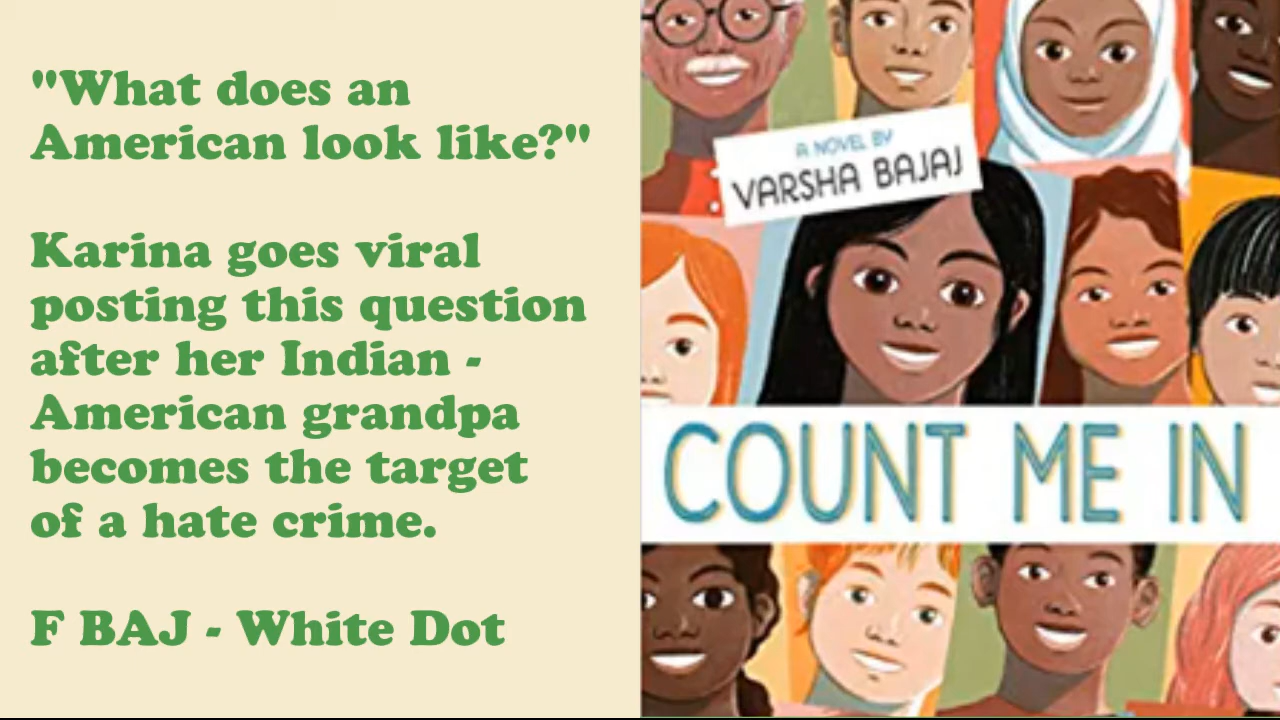 "What does an
American look like?"
Karina goes viral
posting this question
after her Indian -
American grandpa
becomes the target
of a hate crime.
F BAJ - White Dot
A NOVEL BY
VARSHA BAJAJ
COUNT ME IN